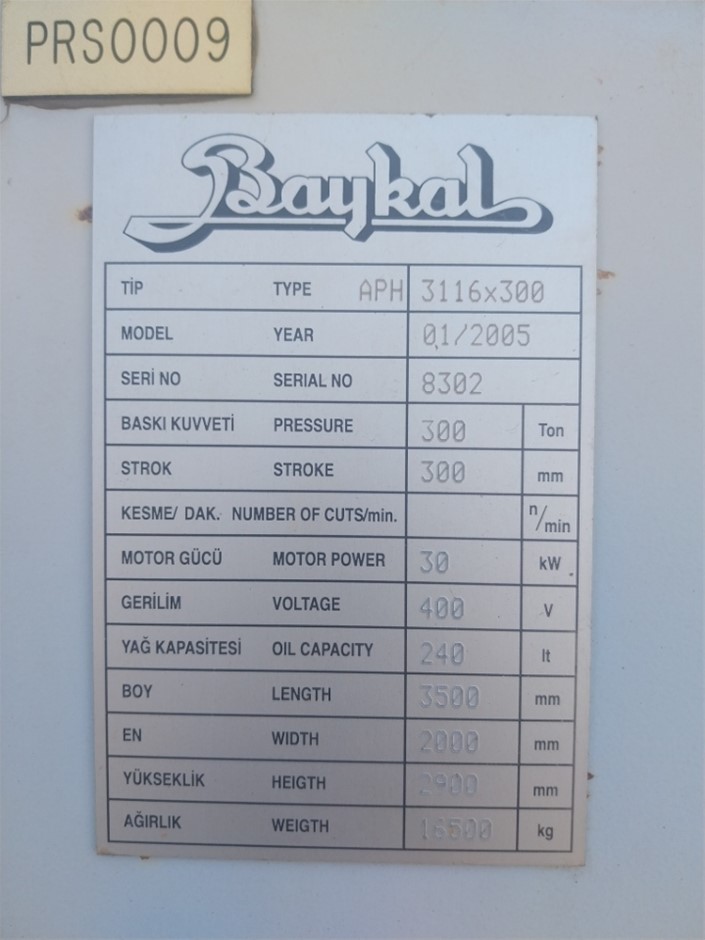 PRS0009
Baykal
TİP TYPE APH 3116x300
MODEL YEAR 01/2005
SERİ NO SERIAL NO 8302
BASKI KUVVETİ PRESSURE 300 Ton
STROK STROKE 300 mm
KESME/ DAK. NUMBER OF CUTS/min. n/min
MOTOR GÜCÜ MOTOR POWER 30 kW
GERİLİM VOLTAGE 400 V
YAĞ KAPASİTESİ OIL CAPACITY 240 lt
BOY LENGTH 3500 mm
EN WIDTH 2000 mm
YÜKSEKLİK HEIGTH 2900 mm
AĞIRLIK WEIGTH 16500 kg